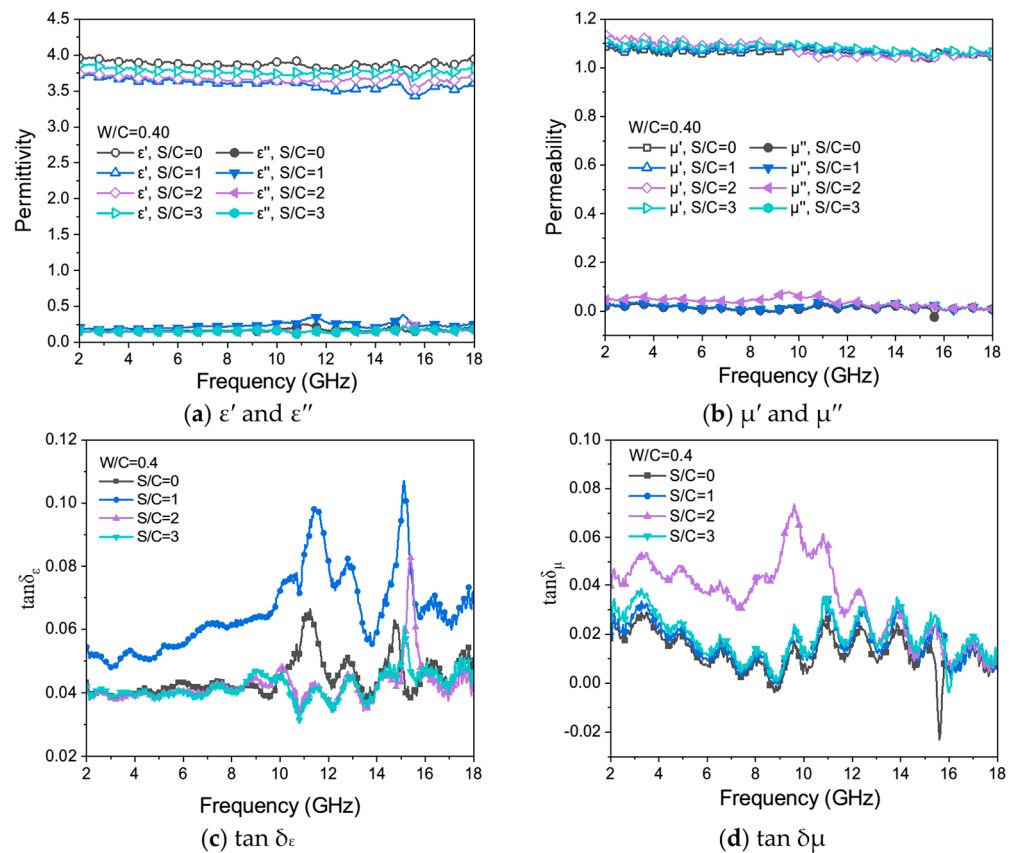 4.5
4.0
3.5
3.0
2.5
2.0
1.5
1.0
0.5
0.0
Permittivity
W/C=0.40
ε', S/C=0 ε", S/C=0
ε', S/C=1 ε", S/C=1
ε', S/C=2 ε", S/C=2
ε', S/C=3 ε", S/C=3
2 4 6 8 10 12 14 16 18
Frequency (GHz)
(a) ε′ and ε′′
1.2
1.0
0.8
0.6
0.4
0.2
0.0
Permeability
W/C=0.40
μ', S/C=0 μ", S/C=0
μ', S/C=1 μ", S/C=1
μ', S/C=2 μ", S/C=2
μ', S/C=3 μ", S/C=3
2 4 6 8 10 12 14 16 18
Frequency (GHz)
(b) μ′ and μ′′
0.12
0.10
0.08
0.06
0.04
0.02
tanδε
W/C=0.4
S/C=0
S/C=1
S/C=2
S/C=3
2 4 6 8 10 12 14 16 18
Frequency (GHz)
(c) tan δε
0.10
0.08
0.06
0.04
0.02
0.00
-0.02
tanδμ
W/C=0.4
S/C=0
S/C=1
S/C=2
S/C=3
2 4 6 8 10 12 14 16 18
Frequency (GHz)
(d) tan δμ